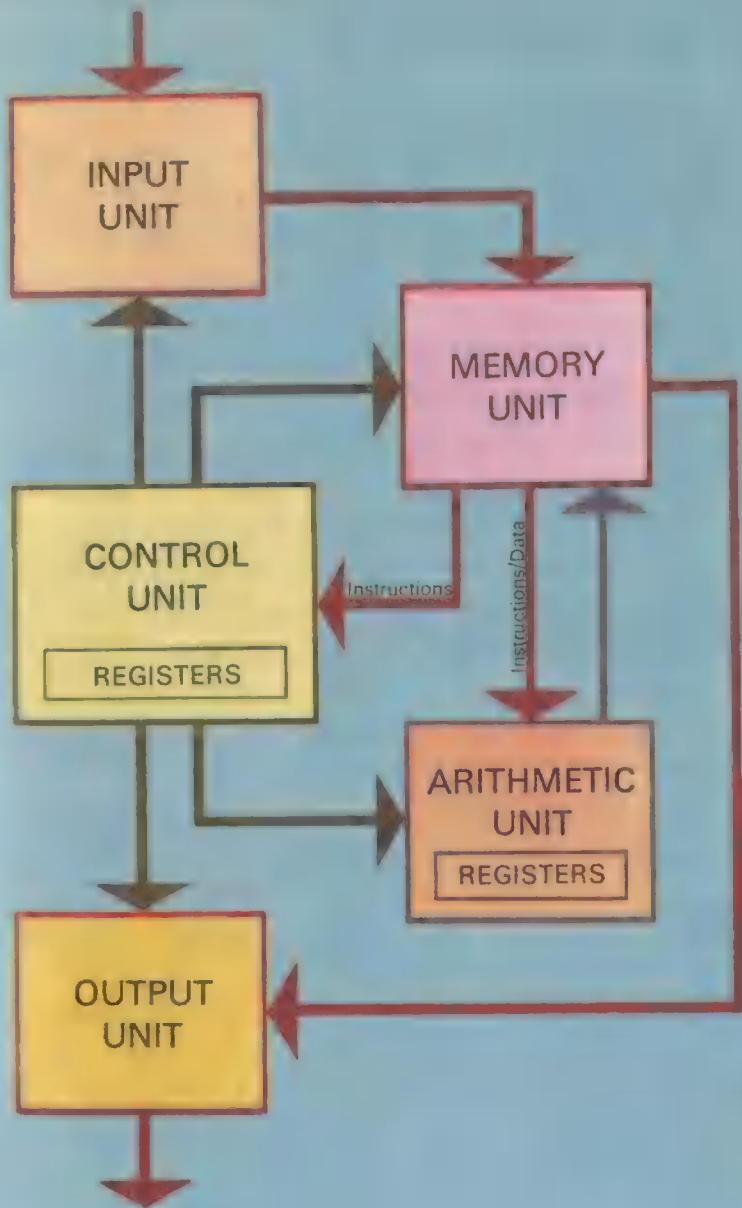 INPUT
UNIT
MEMORY
UNIT
CONTROL
UNIT
REGISTERS
Instructions
Instructions/Data
ARITHMETIC
UNIT
REGISTERS
OUTPUT
UNIT